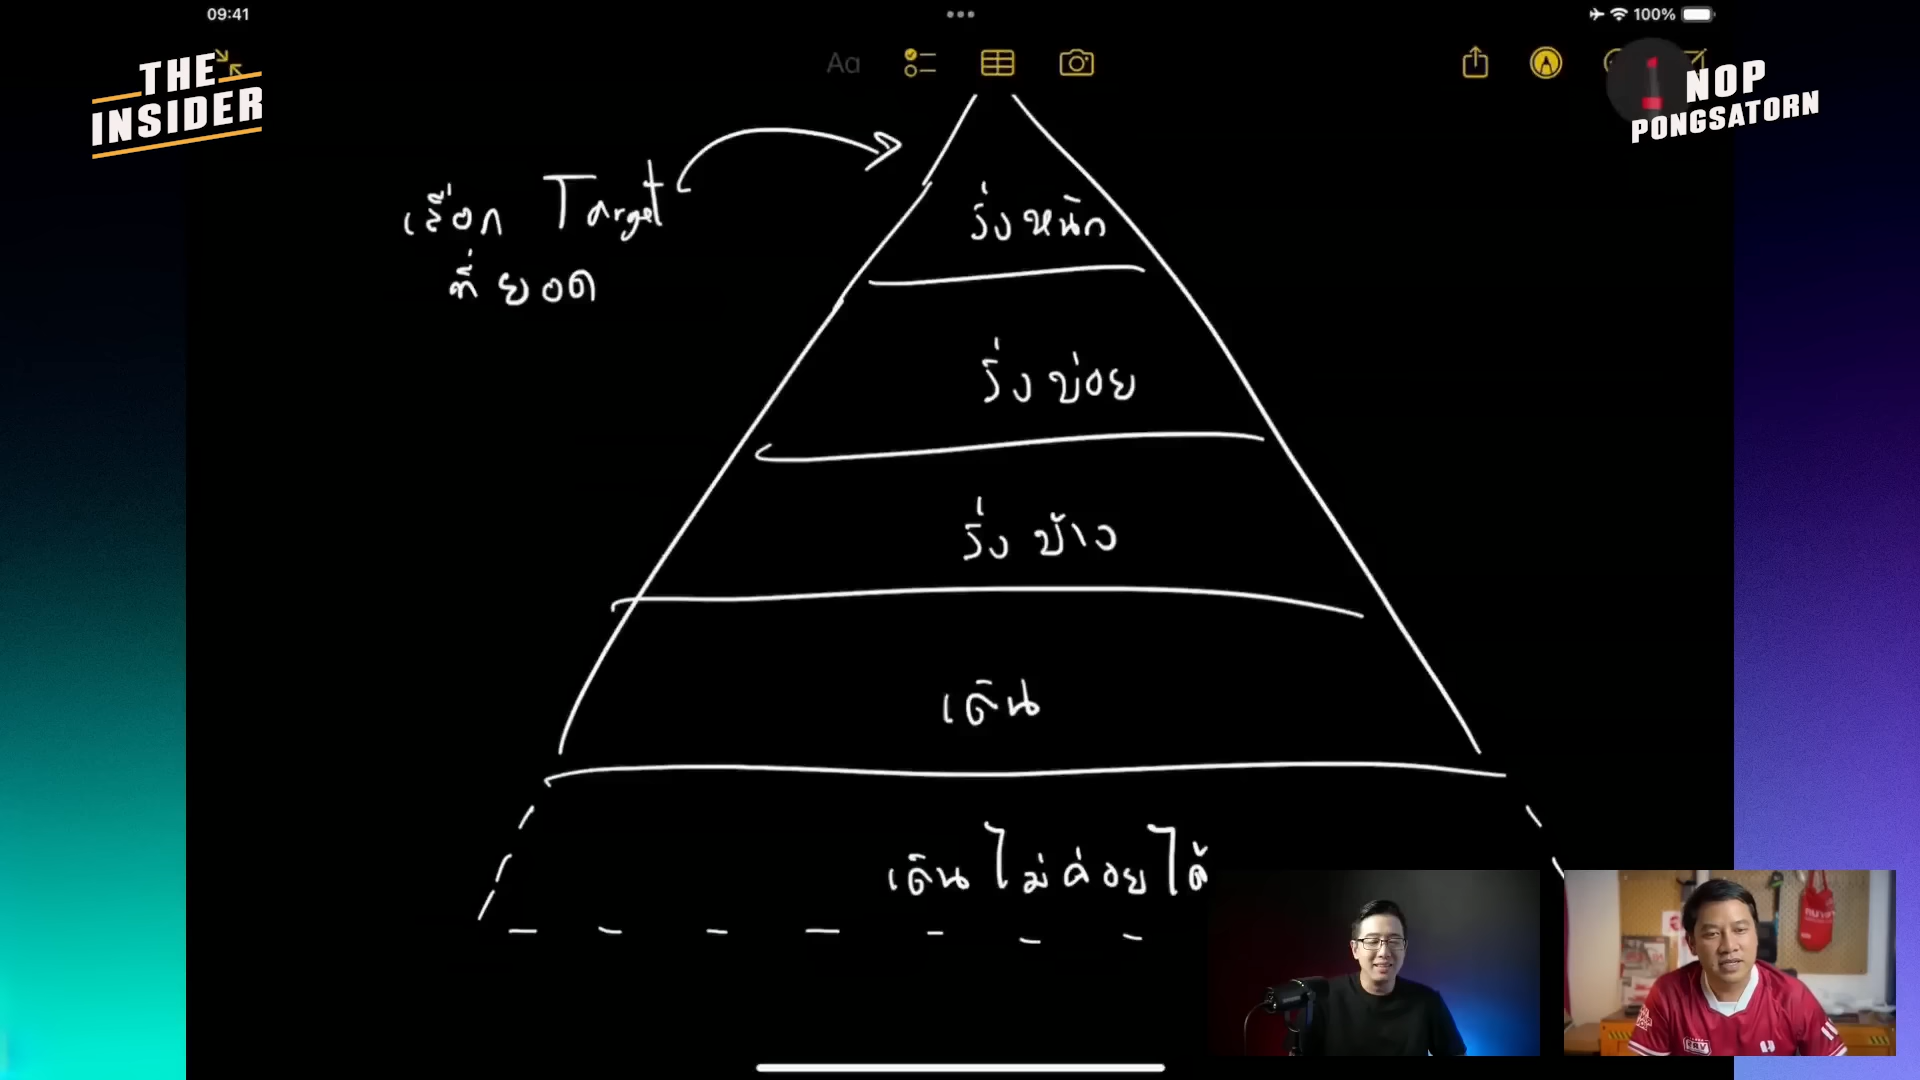 09:41
100%
THE
INSIDER
Aa
NOP
PONGSATORN
เลือก Target
ที่ ยอด
วิ่งหนัก
วิ่งบ่อย
วิ่ง บ้าง
เดิน
เดินไม่ค่อยได้